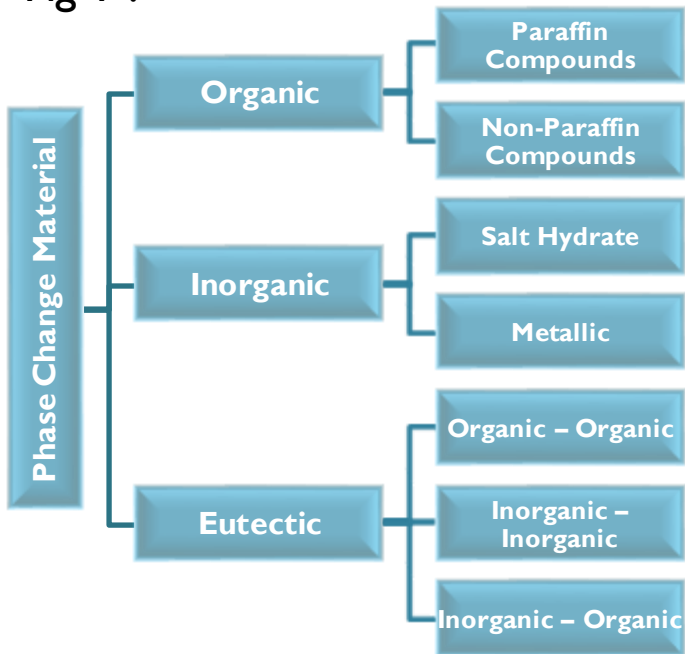 Phase Change Material
Organic
Paraffin
Compounds
Non-Paraffin
Compounds
Inorganic
Salt Hydrate
Metallic
Eutectic
Organic – Organic
Inorganic –
Inorganic
Inorganic – Organic